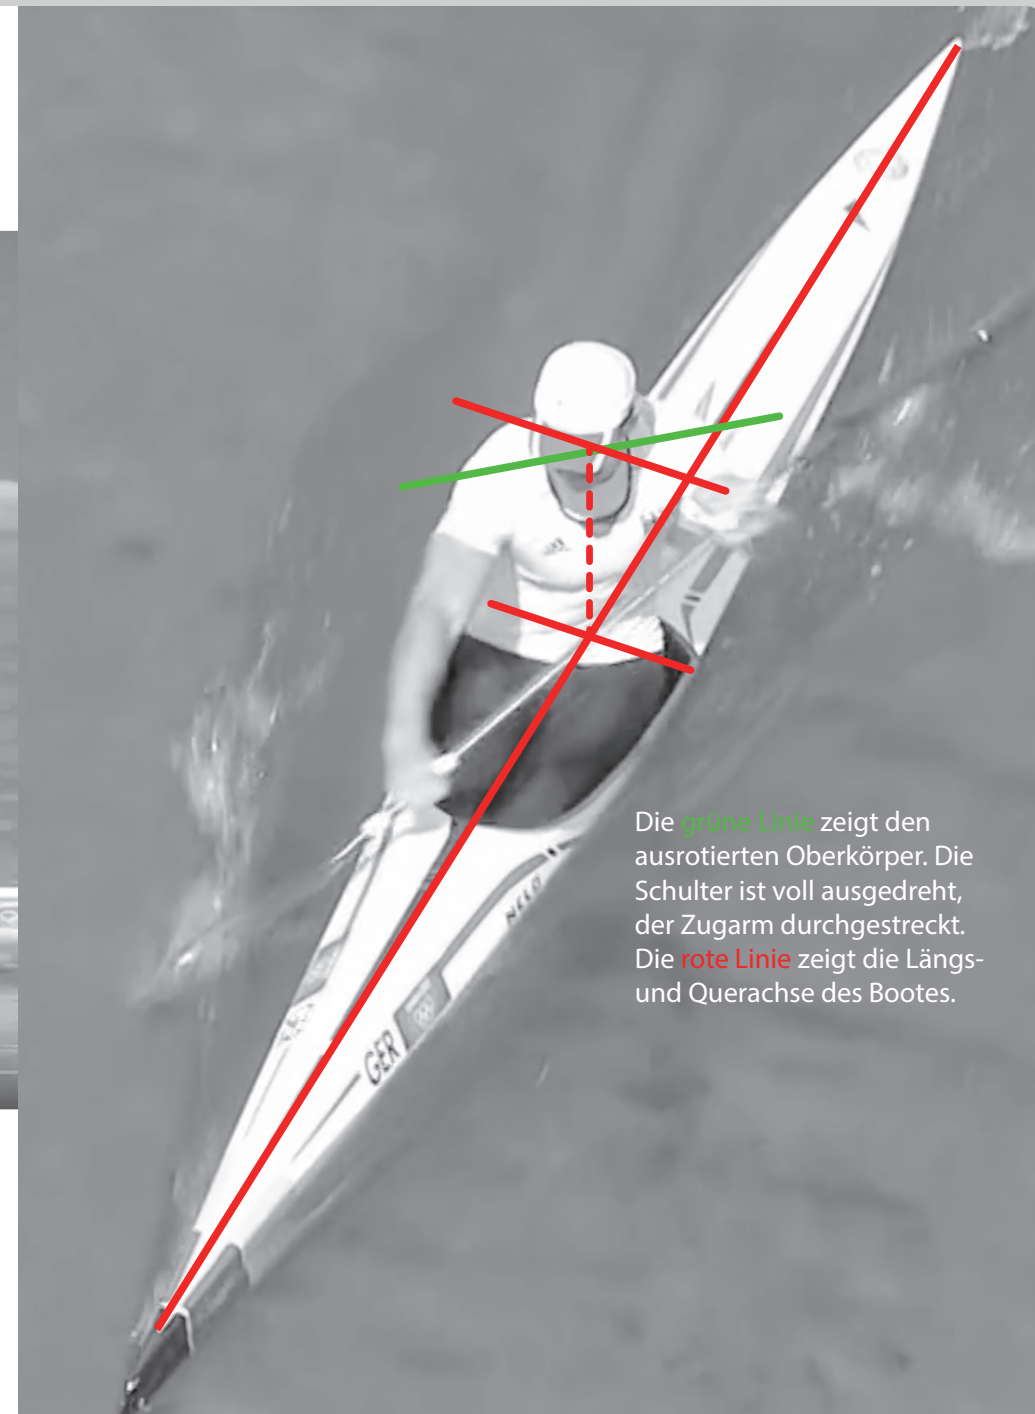 Die grüne Linie zeigt den
ausrotierten Oberkörper. Die
Schulter ist voll ausgedreht,
der Zugarm durchgestreckt.
Die rote Linie zeigt die Längs-
und Querachse des Bootes.
NELO
GER